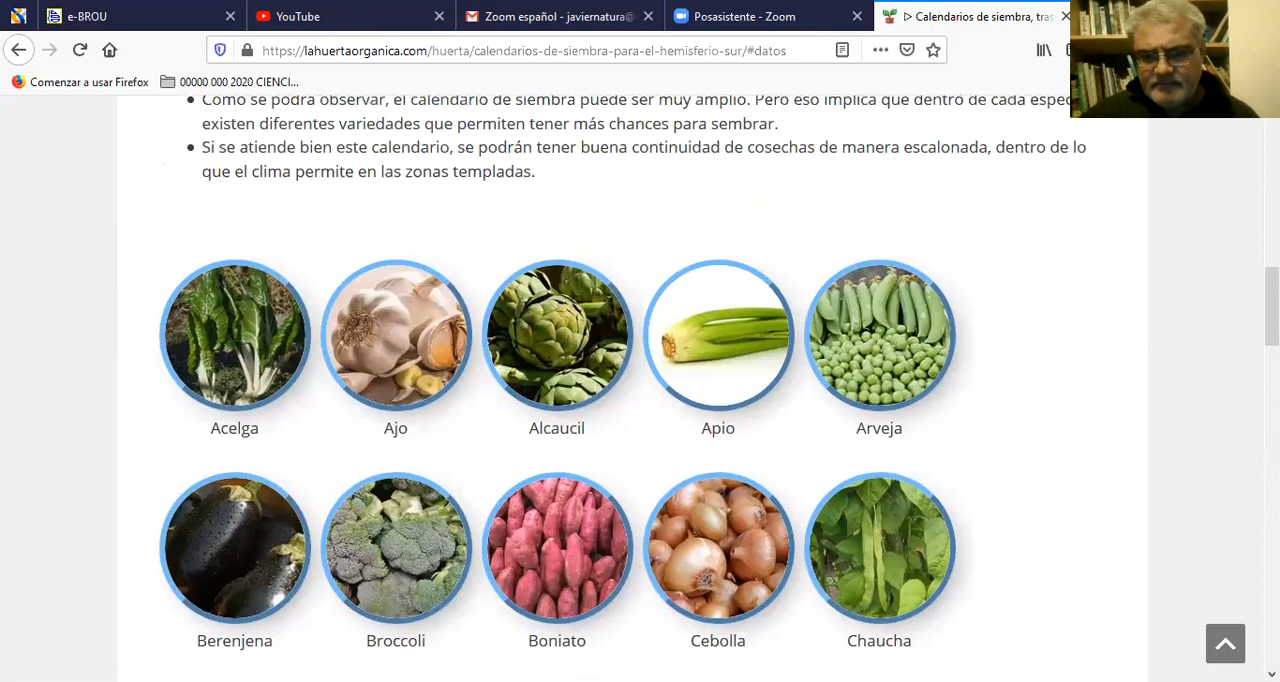 e-BROU
YouTube
Zoom español - javiernatura@
Posasistente - Zoom
▷ Calendarios de siembra, tras
https://lahuertaorganica.com/huerta/calendarios-de-siembra-para-el-hemisferio-sur/#datos
Comenzar a usar Firefox
00000 000 2020 CIENCI...
Como se podrá observar, el calendario de siembra puede ser muy amplio. Pero eso implica que dentro de cada espec
existen diferentes variedades que permiten tener más chances para sembrar.
Si se atiende bien este calendario, se podrán tener buena continuidad de cosechas de manera escalonada, dentro de lo
que el clima permite en las zonas templadas.
Acelga
Ajo
Alcaucil
Apio
Arveja
Berenjena
Broccoli
Boniato
Cebolla
Chaucha